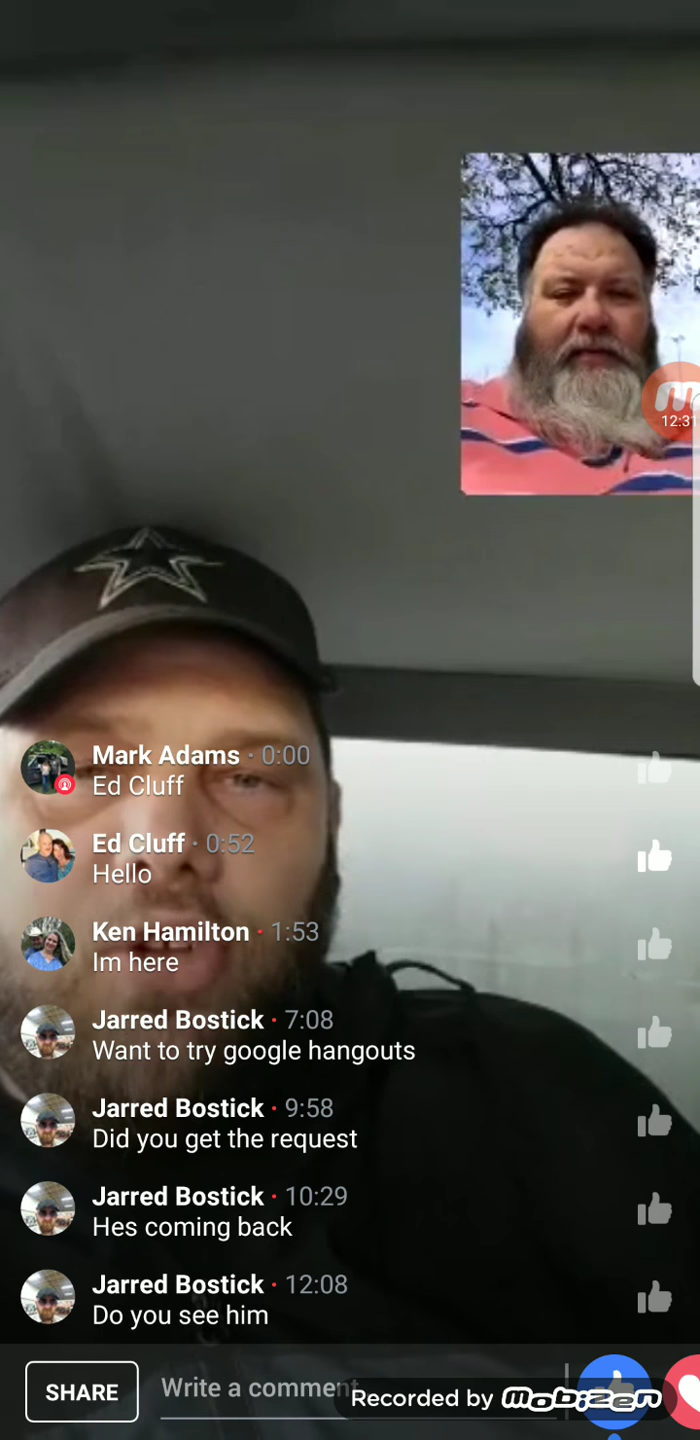 12:31
Mark Adams · 0:00
Ed Cluff
Ed Cluff · 0:52
Hello
Ken Hamilton · 1:53
Im here
Jarred Bostick · 7:08
Want to try google hangouts
Jarred Bostick · 9:58
Did you get the request
Jarred Bostick · 10:29
Hes coming back
Jarred Bostick · 12:08
Do you see him
SHARE
Write a comment
Recorded by mobizen